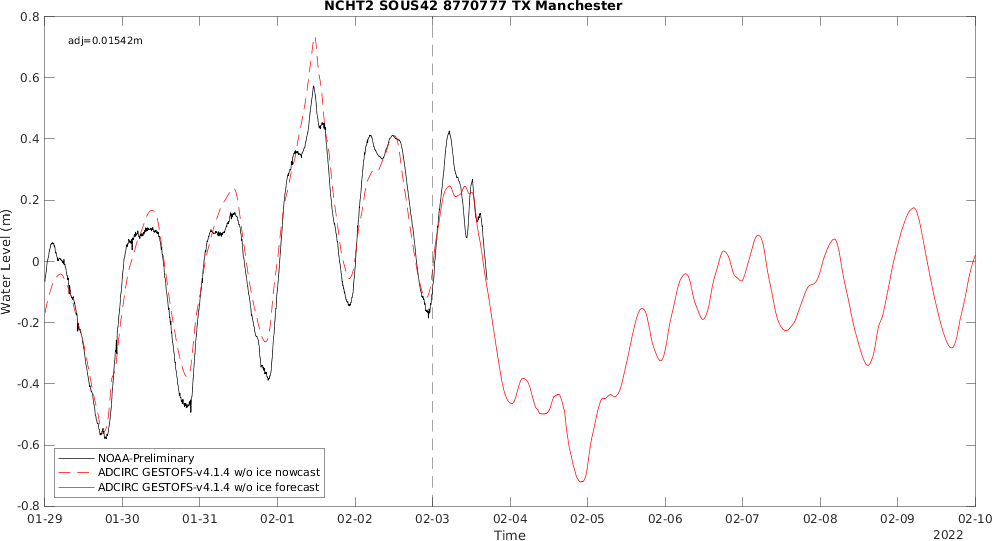 NCHT2 SOUS42 8770777 TX Manchester
adj=0.01542m
0.8
0.6
0.4
0.2
0
-0.2
-0.4
-0.6
-0.8
Water Level (m)
NOAA-Preliminary
ADCIRC GESTOFS-v4.1.4 w/o ice nowcast
ADCIRC GESTOFS-v4.1.4 w/o ice forecast
01-29 01-30 01-31 02-01 02-02 02-03 02-04 02-05 02-06 02-07 02-08 02-09 02-10
Time
2022